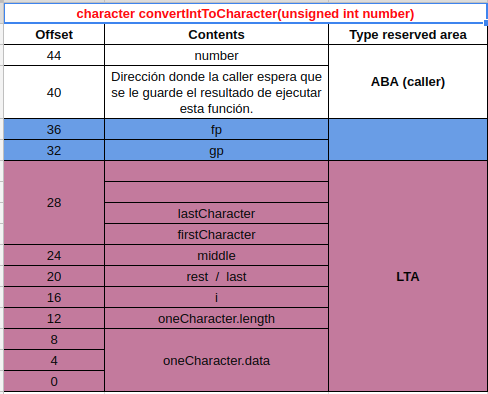 character convertIntToCharacter(unsigned int number)
Offset Contents Type reserved area
44 number
ABA (caller)
40 Dirección donde la caller espera que
se le guarde el resultado de ejecutar
esta función.
36 fp
32 gp
28
lastCharacter
firstCharacter
24 middle
20 rest / last
LTA
16 i
12 oneCharacter.length
8
4 oneCharacter.data
0